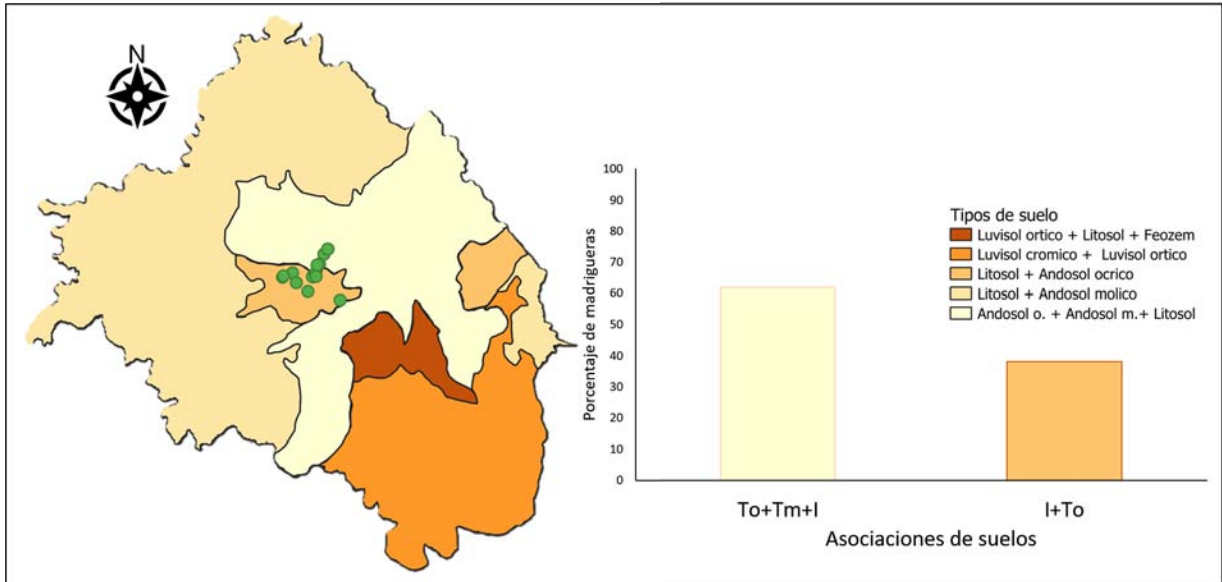 N
Porcentaje de madrigueras
100
90
80
70
60
50
40
30
20
10
0
Tipos de suelo
Luvisol ortico + Litosol + Feozem
Luvisol cromico + Luvisol ortico
Litosol + Andosol ocrico
Litosol + Andosol molico
Andosol o. + Andosol m.+ Litosol
To+Tm+I
I+To
Asociaciones de suelos